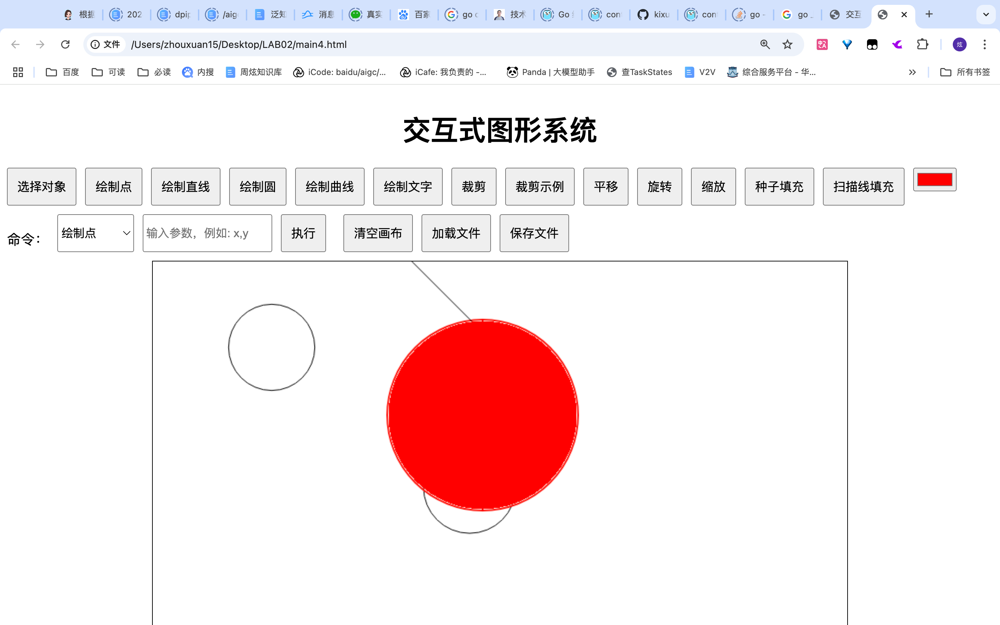 根据 202 dpip /aig 泛知 消息 真实 百家 go c 技术 Go con kixu con go - go _ 交互
文件 /Users/zhouxuan15/Desktop/LAB02/main4.html 炫
百度 可读 必读 内搜 周炫知识库 iCode: baidu/aigc/... iCafe: 我负责的 -... Panda | 大模型助手 查TaskStates V2V 综合服务平台 - 华... 所有书签
交互式图形系统
选择对象 绘制点 绘制直线 绘制圆 绘制曲线 绘制文字 裁剪 裁剪示例 平移 旋转 缩放 种子填充 扫描线填充
命令： 绘制点 输入参数，例如: x,y 执行 清空画布 加载文件 保存文件